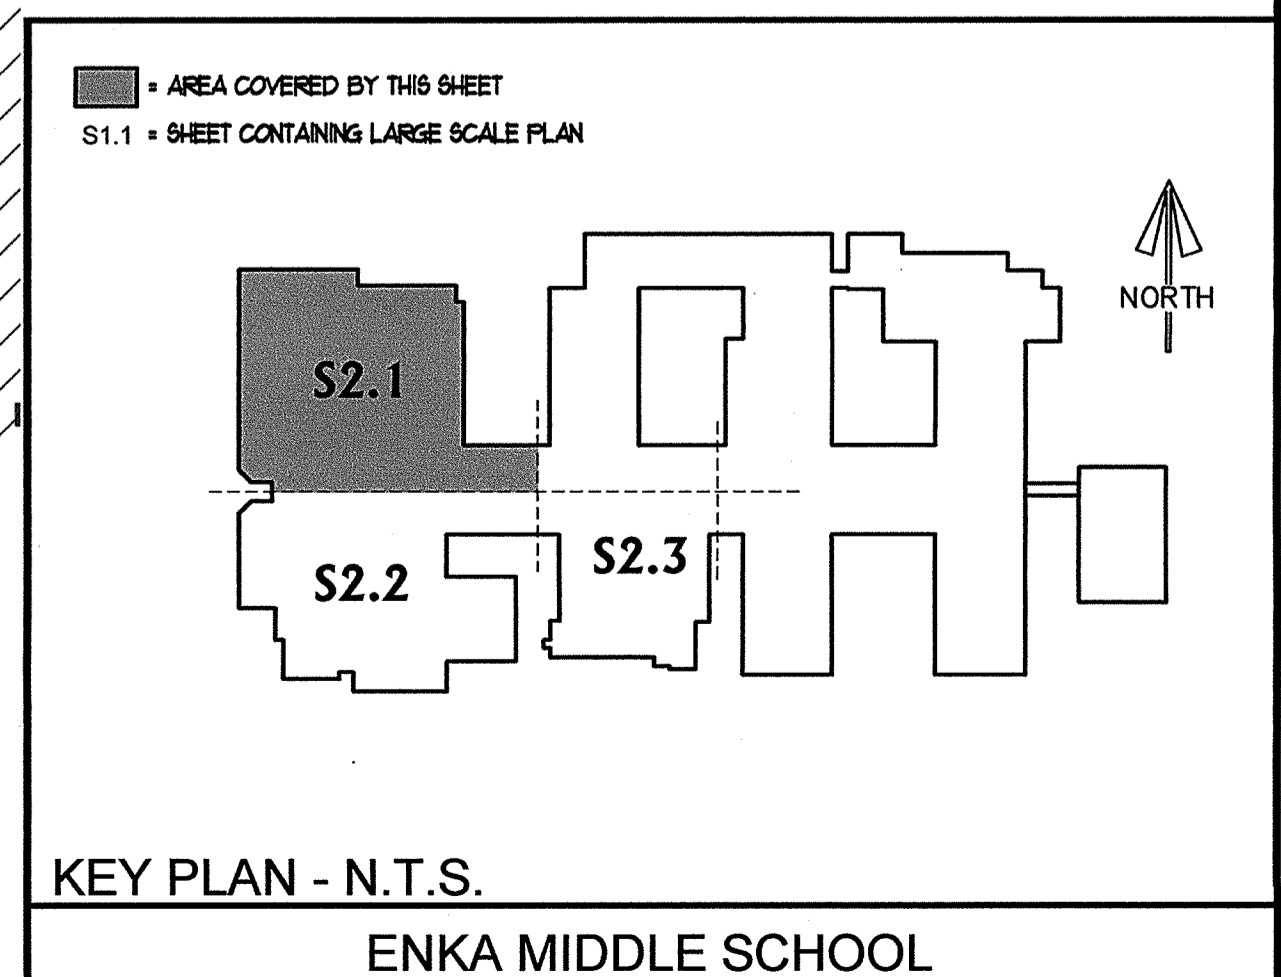 = AREA COVERED BY THIS SHEET
S1.1 = SHEET CONTAINING LARGE SCALE PLAN
NORTH
S2.1
S2.2
S2.3
KEY PLAN - N.T.S.
ENKA MIDDLE SCHOOL